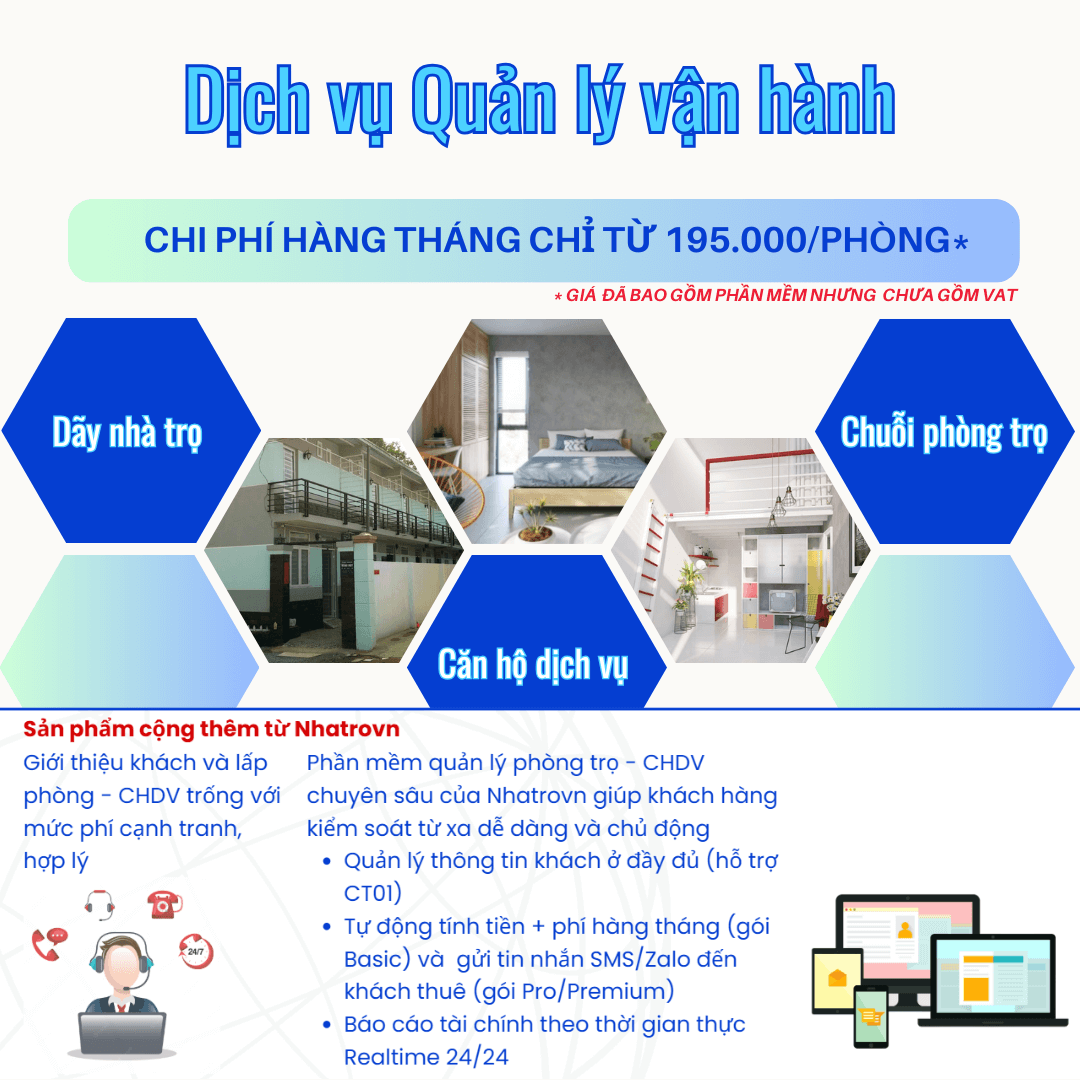 Dịch vụ Quản lý vận hành
CHI PHÍ HÀNG THÁNG CHỈ TỪ 195.000/PHÒNG*
* GIÁ ĐÃ BAO GỒM PHẦN MỀM NHƯNG CHƯA GỒM VAT
Dãy nhà trọ
Chuỗi phòng trọ
Căn hộ dịch vụ
Sản phẩm cộng thêm từ Nhatrovn
Giới thiệu khách và lấp
phòng - CHDV trống với
mức phí cạnh tranh,
hợp lý
24/7
Phần mềm quản lý phòng trọ - CHDV
chuyên sâu của Nhatrovn giúp khách hàng
kiểm soát từ xa dễ dàng và chủ động
• Quản lý thông tin khách ở đầy đủ (hỗ trợ
CT01)
• Tự động tính tiền + phí hàng tháng (gói
Basic) và gửi tin nhắn SMS/Zalo đến
khách thuê (gói Pro/Premium)
• Báo cáo tài chính theo thời gian thực
Realtime 24/24